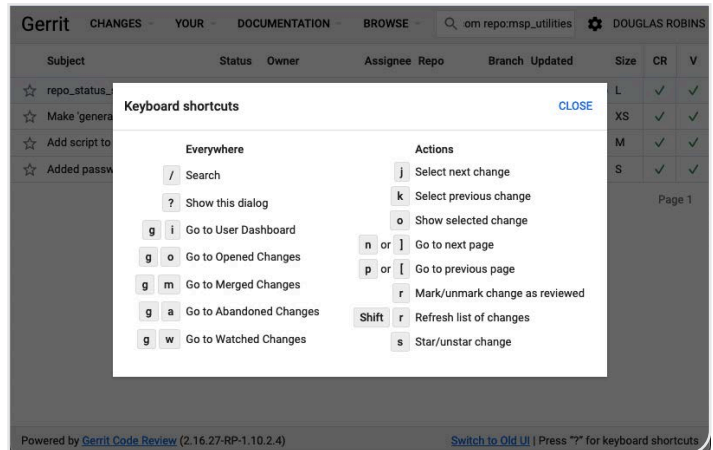 Gerrit CHANGES YOUR DOCUMENTATION BROWSE om repo:msp_utilities DOUGLAS ROBINS
Subject Status Owner Assignee Repo Branch Updated Size CR V
repo_status_ L
Make 'genera XS
Add script to M
Added passw S
Page 1
Keyboard shortcuts CLOSE
Everywhere
/ Search
? Show this dialog
g i Go to User Dashboard
g o Go to Opened Changes
g m Go to Merged Changes
g a Go to Abandoned Changes
g w Go to Watched Changes
Actions
j Select next change
k Select previous change
o Show selected change
n or ] Go to next page
p or [ Go to previous page
r Mark/unmark change as reviewed
Shift r Refresh list of changes
s Star/unstar change
Powered by Gerrit Code Review (2.16.27-RP-1.10.2.4) Switch to Old UI | Press "?" for keyboard shortcuts